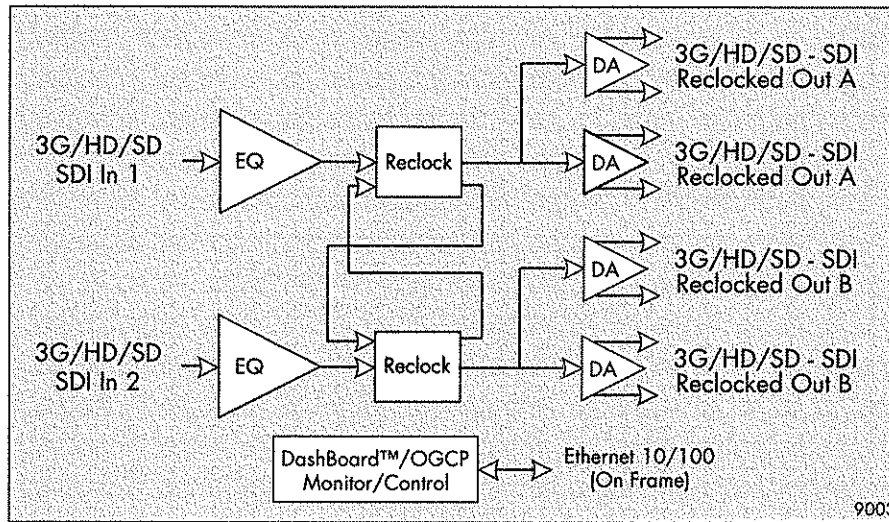 3G/HD/SD
SDI In 1
EQ
Reclock
DA
3G/HD/SD - SDI
Reclocked Out A
DA
3G/HD/SD - SDI
Reclocked Out A
DA
3G/HD/SD - SDI
Reclocked Out B
3G/HD/SD
SDI In 2
EQ
Reclock
DA
3G/HD/SD - SDI
Reclocked Out B
DashBoard™/OGCP
Monitor/Control
Ethernet 10/100
(On Frame)